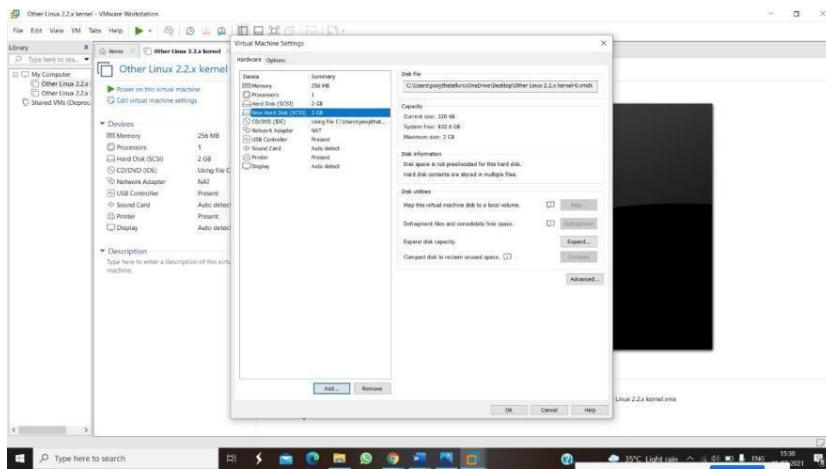 Other Linux 2.2.x kernel - VMware Workstation
File Edit View VM Tabs Help
Library
Type here to sea...
My Computer
Other Linux 2.2.x
Other Linux 2.2.x
Shared VMs (Deprec
Home
Other Linux 2.2.x kernel
Other Linux 2.2.x kernel
Power on this virtual machine
Edit virtual machine settings
Devices
Memory 256 MB
Processors 1
Hard Disk (SCSI) 2 GB
CD/DVD (IDE) Using file C
Network Adapter NAT
USB Controller Present
Sound Card Auto detect
Printer Present
Display Auto detec
Description
Type here to enter a description of this virtu
machine.
Virtual Machine Settings
Hardware Options
Device Summary
Memory 256 MB
Processors 1
Hard Disk (SCSI) 2 GB
New Hard Disk (SCSI) 2 GB
CD/DVD (IDE)
Network Adapter NAT
USB Controller Present
Sound Card Auto detect
Printer Present
Display Auto detect
Add... Remove
Disk file
Capacity
Current size: 320 KB
System free: 832.6 GB
Maximum size: 2 GB
Disk information
Disk space is not preallocated for this hard disk.
Hard disk contents are stored in multiple files.
Disk utilities
Map this virtual machine disk to a local volume. Map...
Defragment files and consolidate free space. Defragment
Expand disk capacity. Expand...
Compact disk to reclaim unused space. Compact
Advanced...
OK Cancel Help
Linux 2.2.x kernel.vmx
Type here to search
35°C Light rain
ENG
15:30